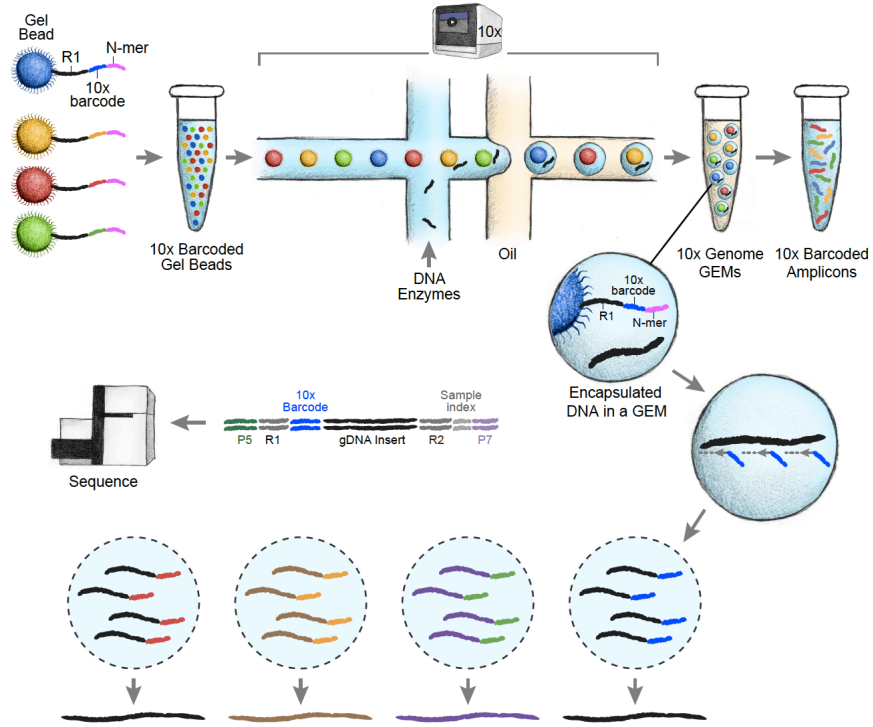 Gel
Bead
R1
N-mer
10x
barcode
10x
10x Barcoded
Gel Beads
DNA
Enzymes
Oil
10x Genome
GEMs
10x Barcoded
Amplicons
10x
barcode
R1
N-mer
Encapsulated
DNA in a GEM
10x
Barcode
Sample
index
P5
R1
gDNA Insert
R2
P7
Sequence